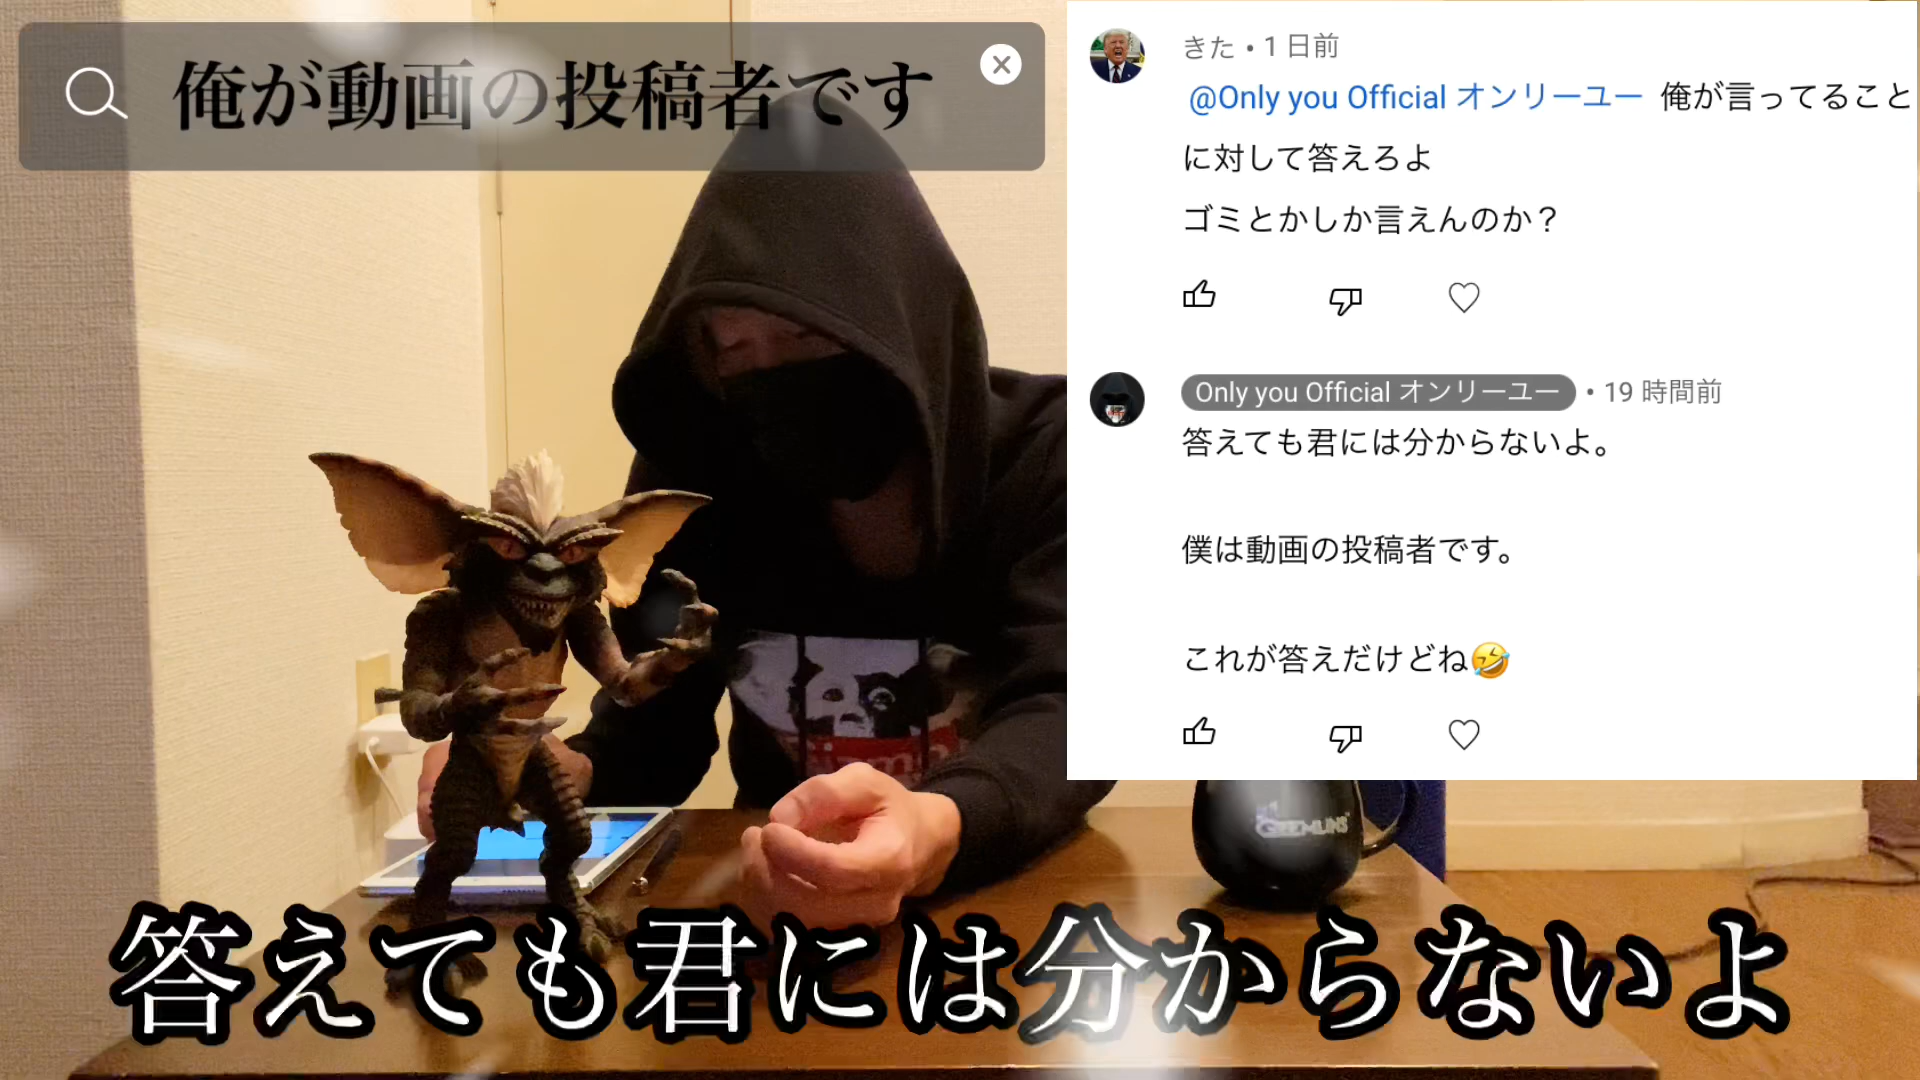 俺が動画の投稿者です
きた • 1 日前
@Only you Official オンリーユー 俺が言ってること
に対して答えろよ
ゴミとかしか言えんのか？
Only you Official オンリーユー • 19 時間前
答えても君には分からないよ。
僕は動画の投稿者です。
これが答えだけどね🤣
GREMLINS
答えても君には分からないよ